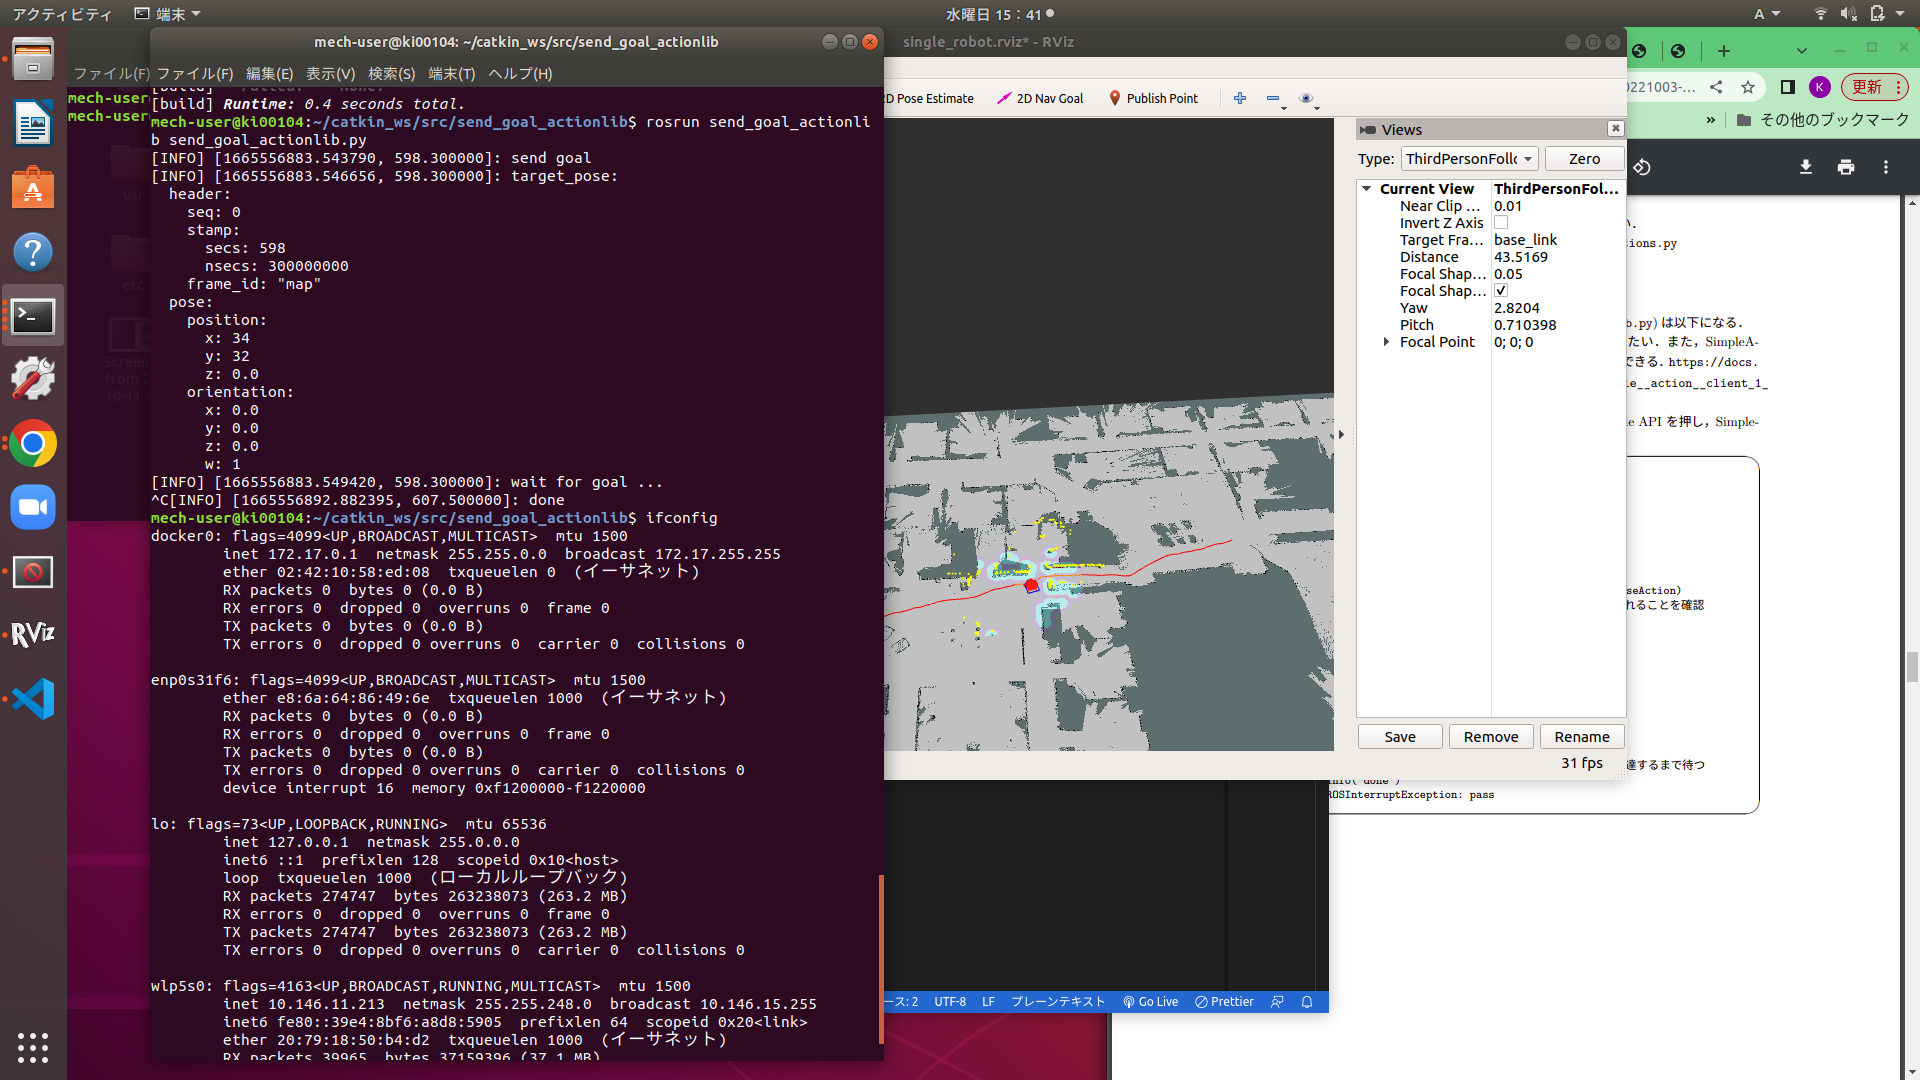 アクティビティ
端末
水曜日 15：41
A
mech-user@ki00104: ~/catkin_ws/src/send_goal_actionlib
single_robot.rviz* - RViz
ファイル(F)
ファイル(F) 編集(E) 表示(V) 検索(S) 端末(T) ヘルプ(H)
mech-user
mech-user
[build] Runtime: 0.4 seconds total.
mech-user@ki00104:~/catkin_ws/src/send_goal_actionlib$ rosrun send_goal_actionli
b send_goal_actionlib.py
[INFO] [1665556883.543790, 598.300000]: send goal
[INFO] [1665556883.546656, 598.300000]: target_pose:
header:
seq: 0
stamp:
secs: 598
nsecs: 300000000
frame_id: "map"
pose:
position:
x: 34
y: 32
z: 0.0
orientation:
x: 0.0
y: 0.0
z: 0.0
w: 1
[INFO] [1665556883.549420, 598.300000]: wait for goal ...
^C[INFO] [1665556892.882395, 607.500000]: done
mech-user@ki00104:~/catkin_ws/src/send_goal_actionlib$ ifconfig
docker0: flags=4099<UP,BROADCAST,MULTICAST>  mtu 1500
inet 172.17.0.1  netmask 255.255.0.0  broadcast 172.17.255.255
ether 02:42:10:58:ed:08  txqueuelen 0  (イーサネット)
RX packets 0  bytes 0 (0.0 B)
RX errors 0  dropped 0  overruns 0  frame 0
TX packets 0  bytes 0 (0.0 B)
TX errors 0  dropped 0 overruns 0  carrier 0  collisions 0
enp0s31f6: flags=4099<UP,BROADCAST,MULTICAST>  mtu 1500
ether e8:6a:64:86:49:6e  txqueuelen 1000  (イーサネット)
RX packets 0  bytes 0 (0.0 B)
RX errors 0  dropped 0  overruns 0  frame 0
TX packets 0  bytes 0 (0.0 B)
TX errors 0  dropped 0 overruns 0  carrier 0  collisions 0
device interrupt 16  memory 0xf1200000-f1220000
lo: flags=73<UP,LOOPBACK,RUNNING>  mtu 65536
inet 127.0.0.1  netmask 255.0.0.0
inet6 ::1  prefixlen 128  scopeid 0x10<host>
loop  txqueuelen 1000  (ローカルループバック)
RX packets 274747  bytes 263238073 (263.2 MB)
RX errors 0  dropped 0  overruns 0  frame 0
TX packets 274747  bytes 263238073 (263.2 MB)
TX errors 0  dropped 0 overruns 0  carrier 0  collisions 0
wlp5s0: flags=4163<UP,BROADCAST,RUNNING,MULTICAST>  mtu 1500
inet 10.146.11.213  netmask 255.255.248.0  broadcast 10.146.15.255
inet6 fe80::39e4:8bf6:a8d8:5905  prefixlen 64  scopeid 0x20<link>
ether 20:79:18:50:b4:d2  txqueuelen 1000  (イーサネット)
RX packets 39965  bytes 37159396 (37.1 MB)
usr
etc
Screen
from 2
10-11
RViz
2D Pose Estimate
2D Nav Goal
Publish Point
Views
Type: ThirdPersonFollo
Zero
Current View ThirdPersonFol...
Near Clip ... 0.01
Invert Z Axis
Target Fra... base_link
Distance 43.5169
Focal Shap... 0.05
Focal Shap...
Yaw 2.8204
Pitch 0.710398
Focal Point 0; 0; 0
Save
Remove
Rename
31 fps
ース: 2
UTF-8
LF
プレーンテキスト
Go Live
Prettier
0221003-...
K
更新
»
その他のブックマーク
ions.py
b.py) は以下になる．
たい．また，SimpleA-
できる．https://docs.
le__action__client_1_
le API を押し，Simple-
seAction)
れることを確認
達するまで待つ
info("done")
ROSInterruptException: pass